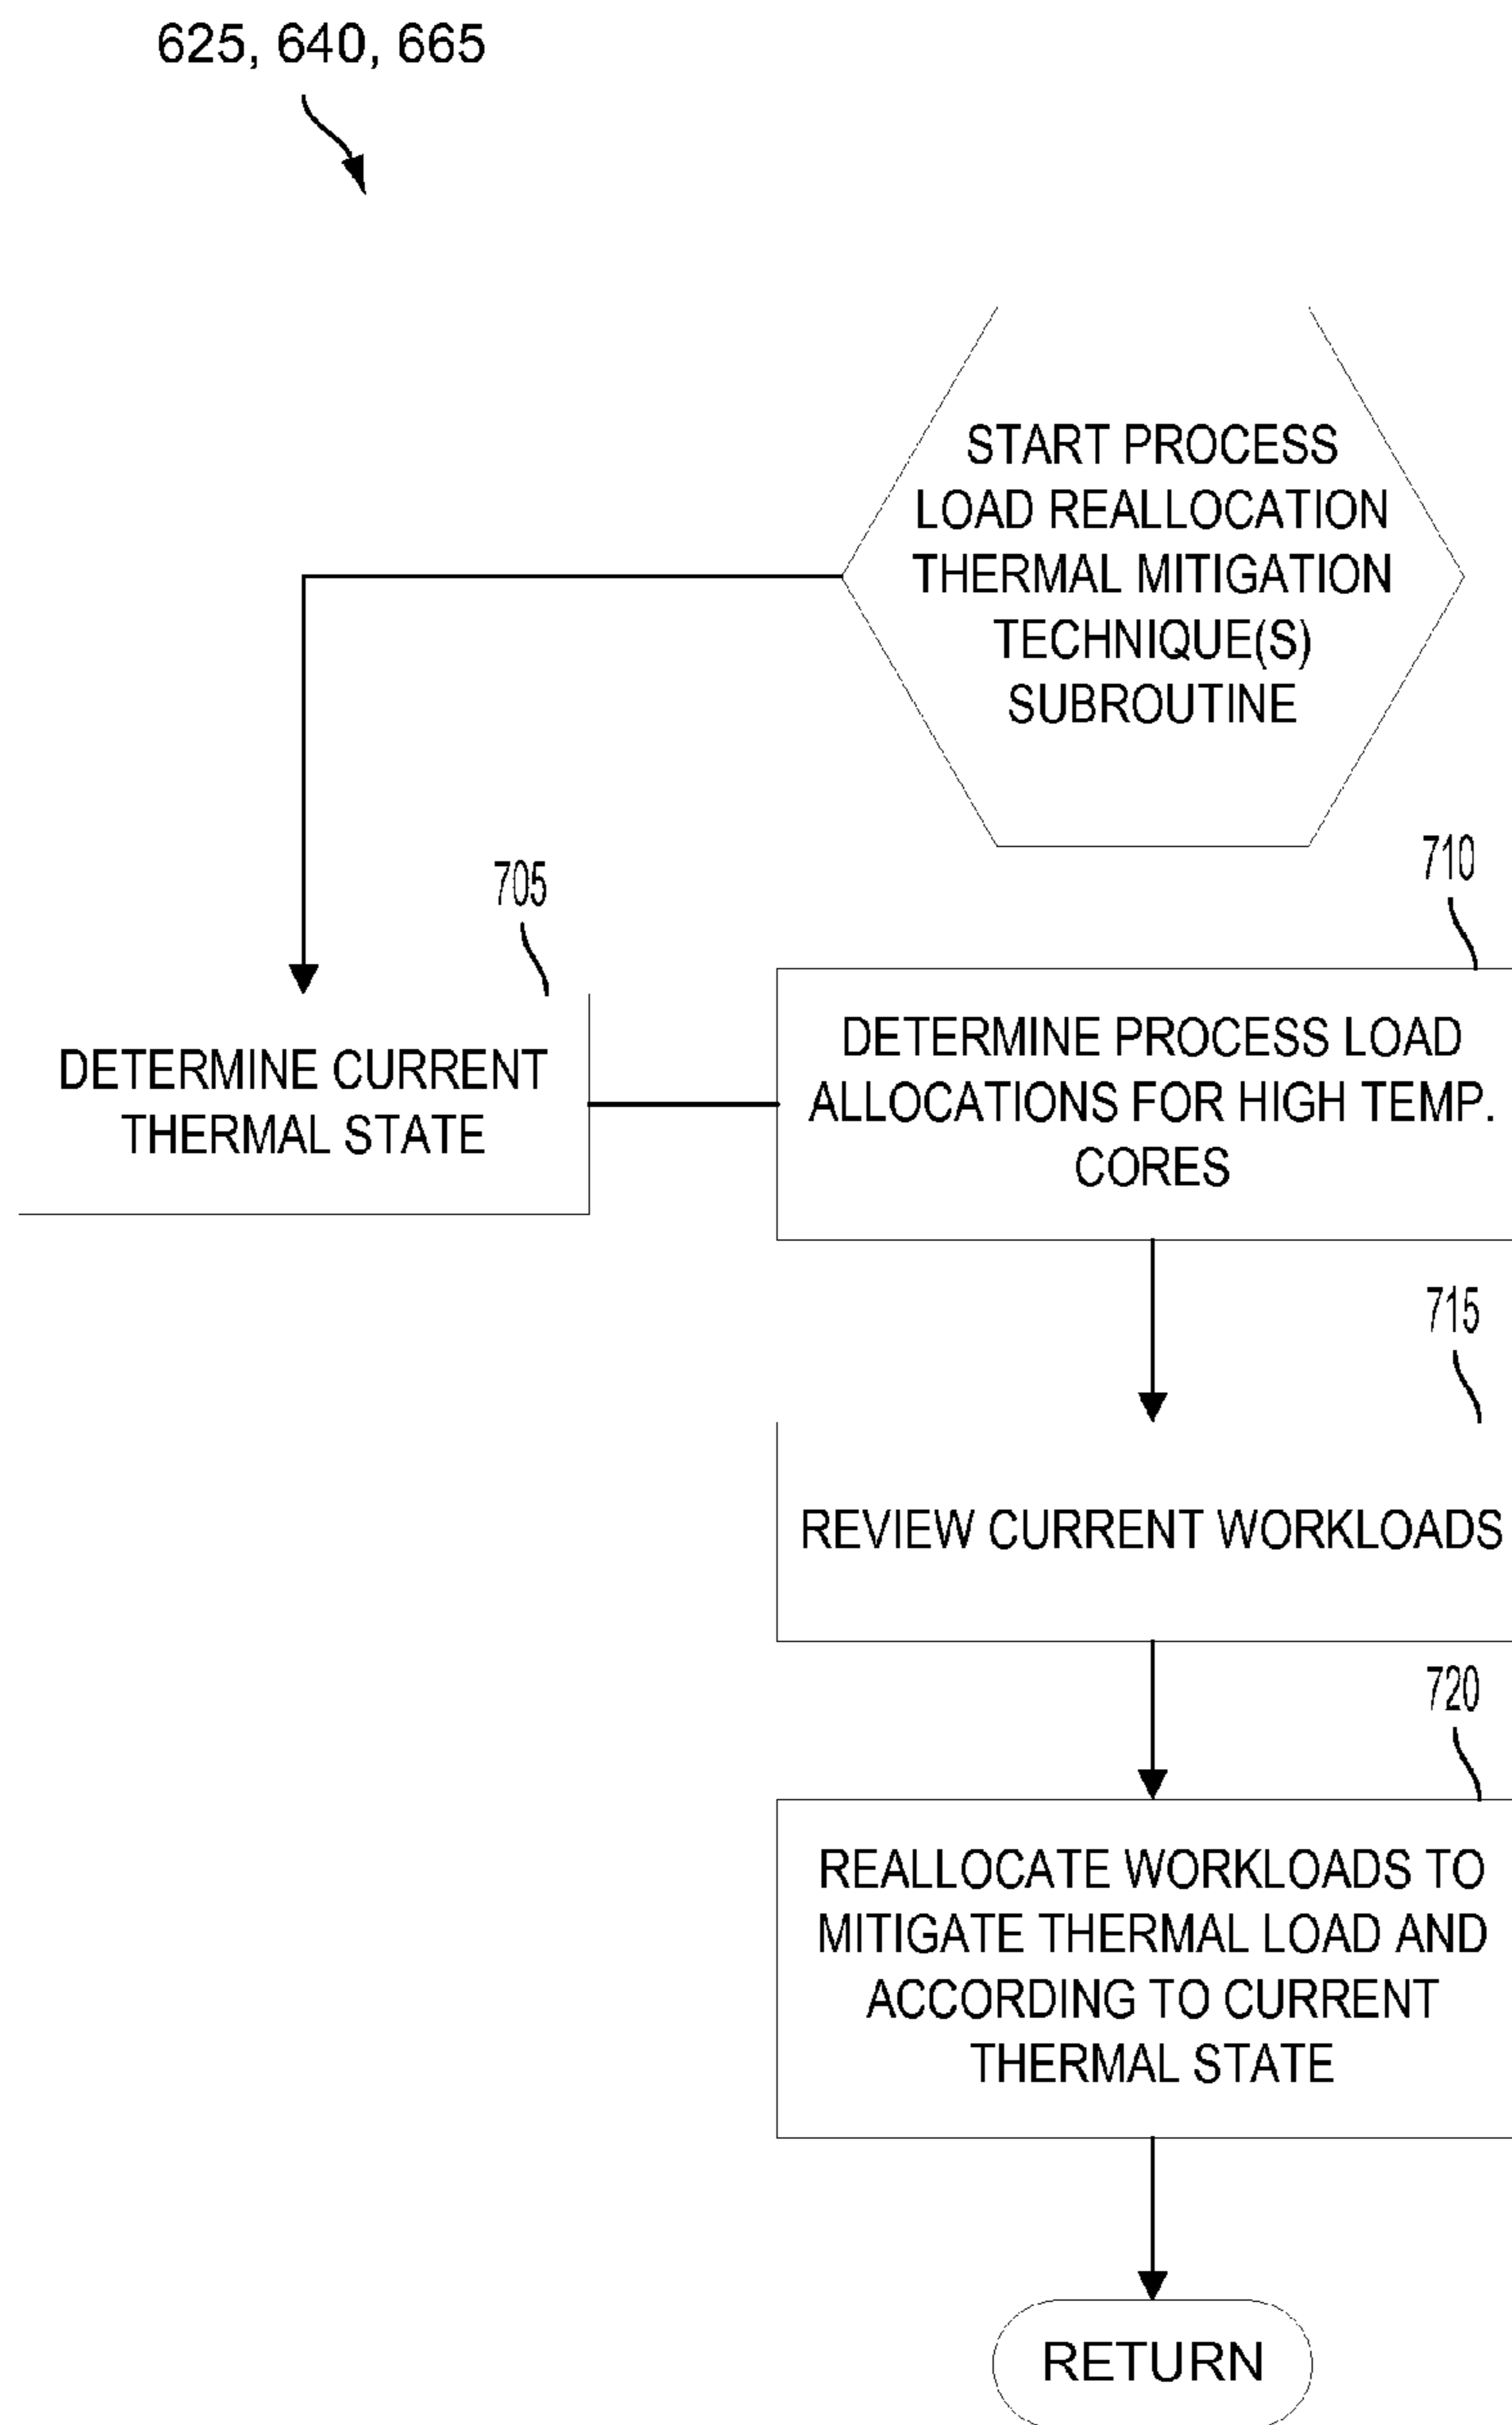 625, 640, 665
START PROCESS
LOAD REALLOCATION
THERMAL MITIGATION
TECHNIQUE(S)
SUBROUTINE
705
DETERMINE CURRENT
THERMAL STATE
710
DETERMINE PROCESS LOAD
ALLOCATIONS FOR HIGH TEMP.
CORES
715
REVIEW CURRENT WORKLOADS
720
REALLOCATE WORKLOADS TO
MITIGATE THERMAL LOAD AND
ACCORDING TO CURRENT
THERMAL STATE
RETURN